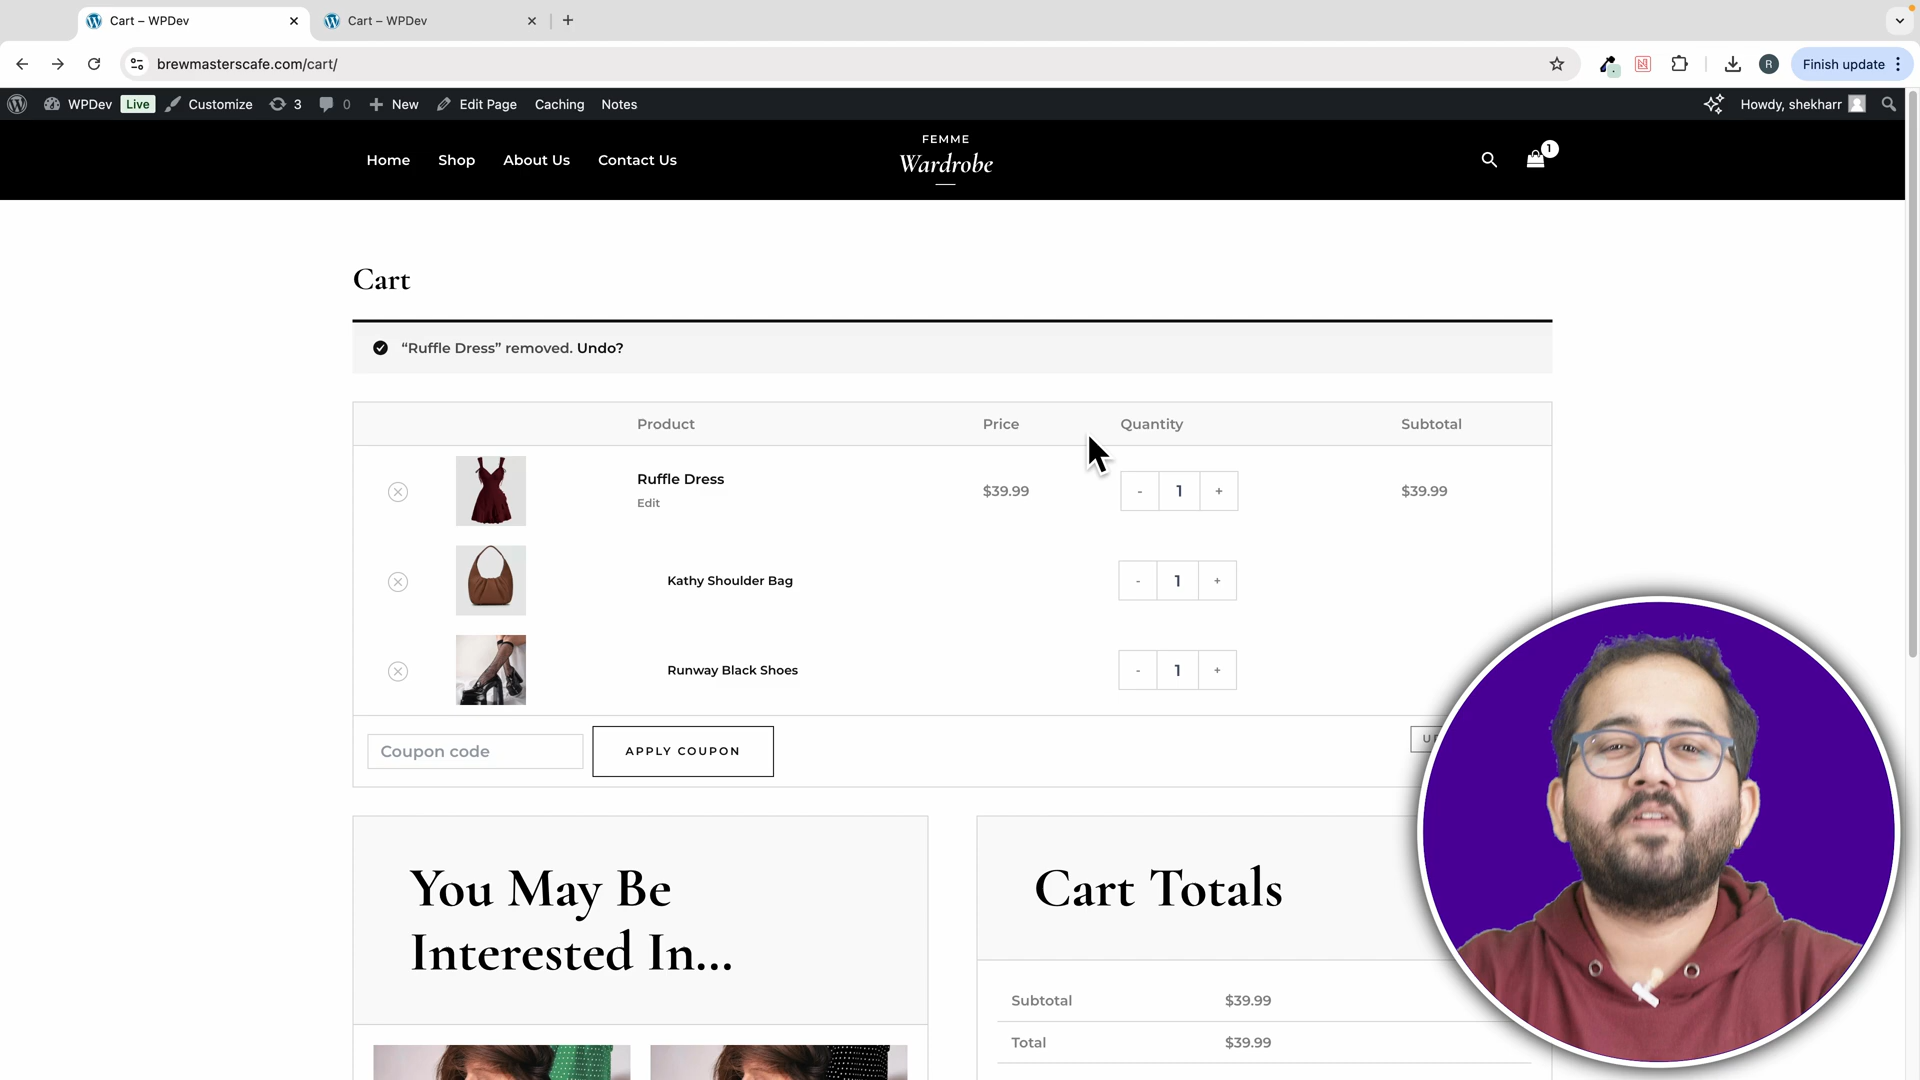 Cart – WPDev
Cart – WPDev
brewmasterscafe.com/cart/
R
Finish update
WPDev
Live
Customize
3
0
New
Edit Page
Caching
Notes
Howdy, shekharr
Home
Shop
About Us
Contact Us
FEMME
Wardrobe
1
Cart
“Ruffle Dress” removed. Undo?
Product
Price
Quantity
Subtotal
Ruffle Dress
Edit
$39.99
- 1 +
$39.99
Kathy Shoulder Bag
- 1 +
Runway Black Shoes
- 1 +
Coupon code
APPLY COUPON
You May Be
Interested In...
Cart Totals
Subtotal
$39.99
Total
$39.99